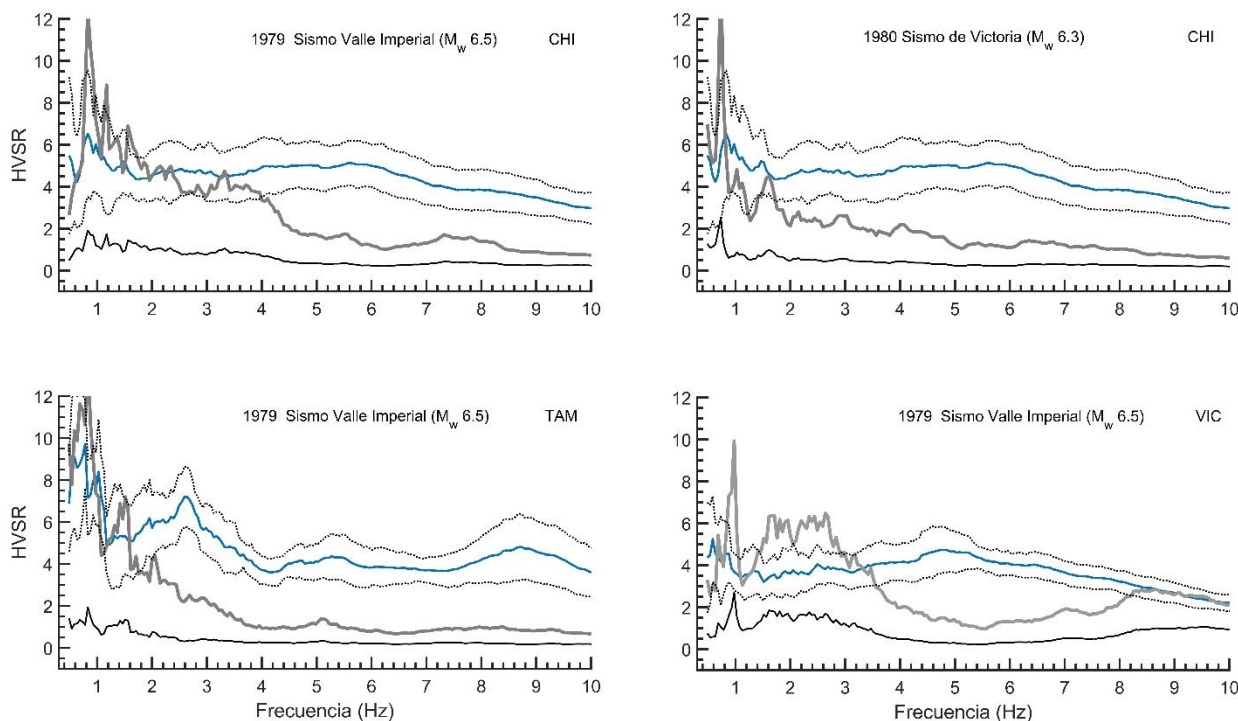 1979 Sismo Valle Imperial (Mw 6.5) CHI
HVSR
12
10
8
6
4
2
0
1 2 3 4 5 6 7 8 9 10
1980 Sismo de Victoria (Mw 6.3) CHI
12
10
8
6
4
2
0
1 2 3 4 5 6 7 8 9 10
1979 Sismo Valle Imperial (Mw 6.5) TAM
HVSR
12
10
8
6
4
2
0
1 2 3 4 5 6 7 8 9 10
Frecuencia (Hz)
1979 Sismo Valle Imperial (Mw 6.5) VIC
12
10
8
6
4
2
0
1 2 3 4 5 6 7 8 9 10
Frecuencia (Hz)